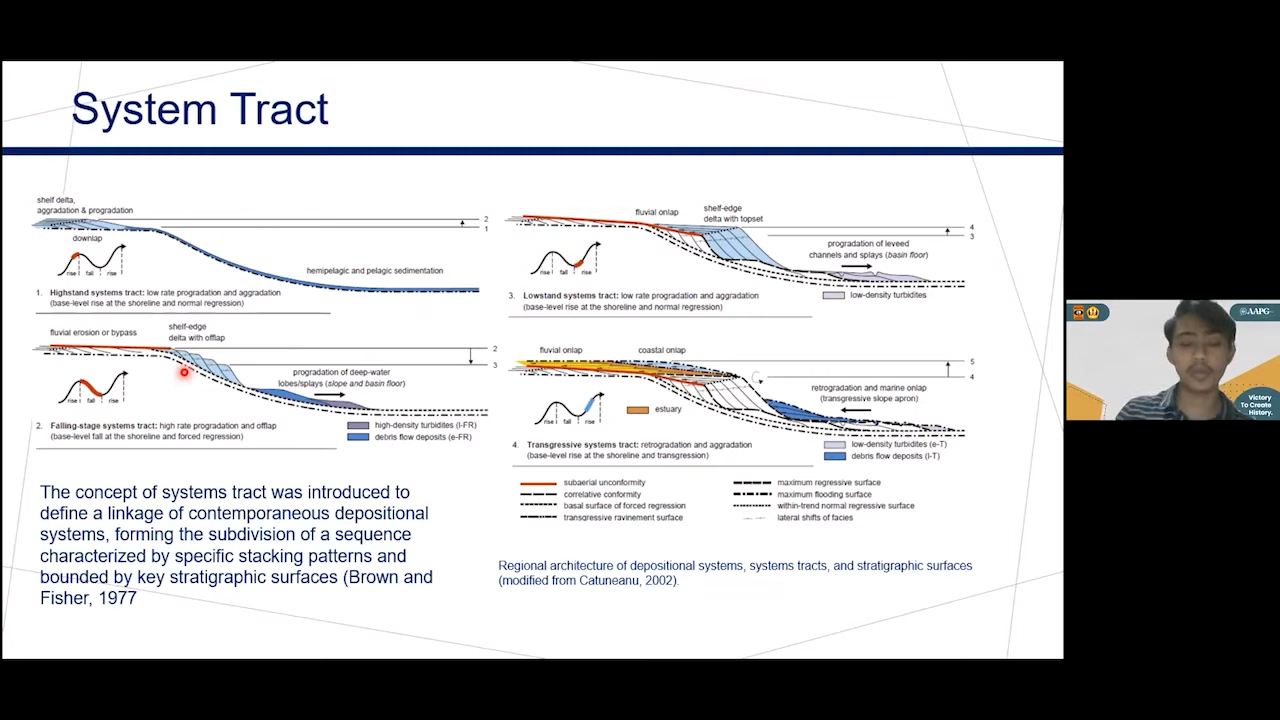 System Tract
shelf delta,
aggradation & progradation
2
1
downlap
rise fall rise
hemipelagic and pelagic sedimentation
1. Highstand systems tract: low rate progradation and aggradation
(base-level rise at the shoreline and normal regression)
fluvial erosion or bypass
shelf-edge
delta with offlap
2
3
progradation of deep-water
lobes/splays (slope and basin floor)
rise fall rise
2. Falling-stage systems tract: high rate progradation and offlap
(base-level fall at the shoreline and forced regression)
high-density turbidites (l-FR)
debris flow deposits (e-FR)
The concept of systems tract was introduced to
define a linkage of contemporaneous depositional
systems, forming the subdivision of a sequence
characterized by specific stacking patterns and
bounded by key stratigraphic surfaces (Brown and
Fisher, 1977
fluvial onlap
shelf-edge
delta with topset
4
3
progradation of leveed
channels and splays (basin floor)
rise fall rise
3. Lowstand systems tract: low rate progradation and aggradation
(base-level rise at the shoreline and normal regression)
low-density turbidites
fluvial onlap
coastal onlap
5
4
retrogradation and marine onlap
(transgressive slope apron)
rise fall rise
estuary
4. Transgressive systems tract: retrogradation and aggradation
(base-level rise at the shoreline and transgression)
low-density turbidites (e-T)
debris flow deposits (l-T)
subaerial unconformity
correlative conformity
basal surface of forced regression
transgressive ravinement surface
maximum regressive surface
maximum flooding surface
within-trend normal regressive surface
lateral shifts of facies
Regional architecture of depositional systems, systems tracts, and stratigraphic surfaces
(modified from Catuneanu, 2002).
AAPG
Victory
To Create
History.